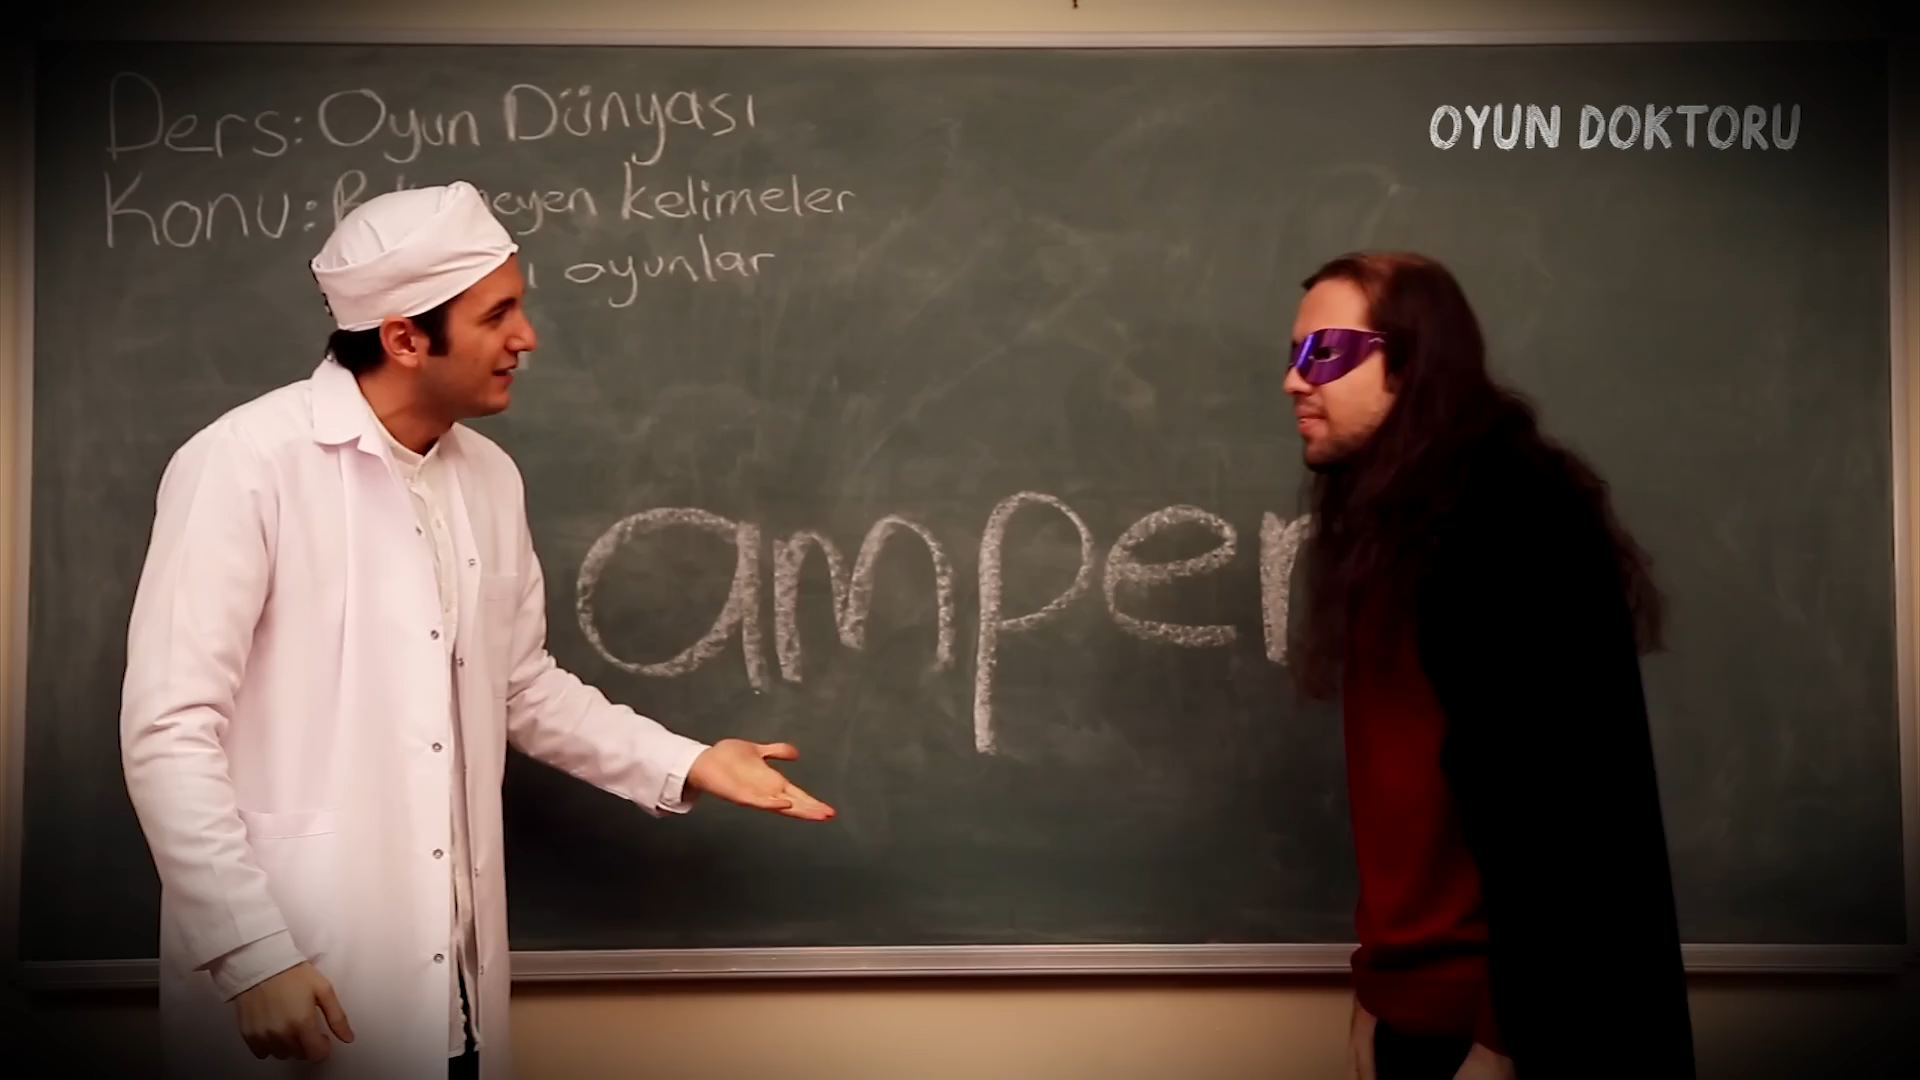 Ders: Oyun Dünyası
OYUN DOKTORU
Konu: kelimeler
oyunlar
amper